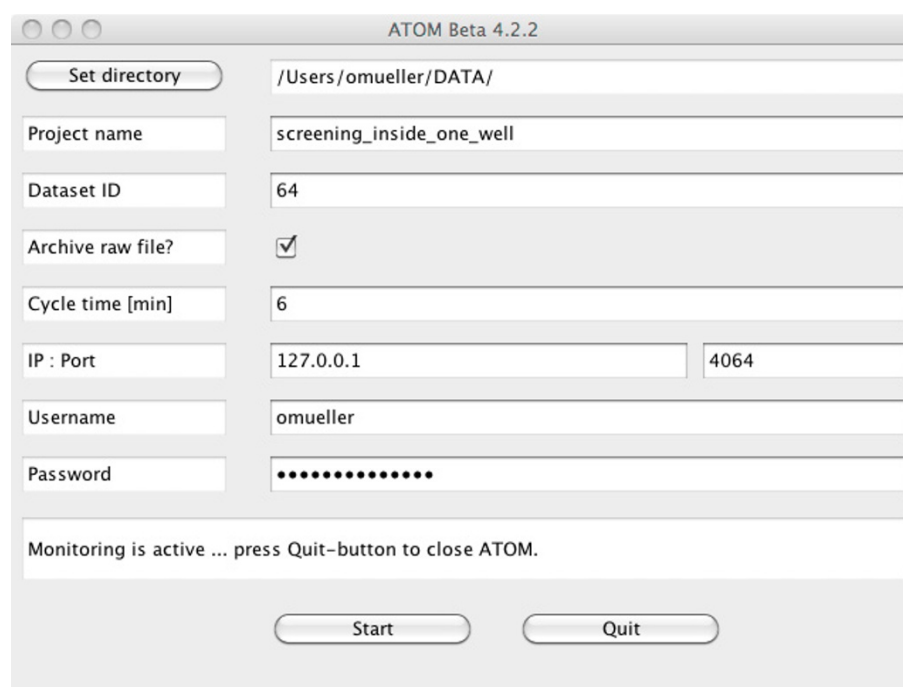 ATOM Beta 4.2.2
Set directory /Users/omueller/DATA/
Project name screening_inside_one_well
Dataset ID 64
Archive raw file?
Cycle time [min] 6
IP : Port 127.0.0.1 4064
Username omueller
Password ••••••••••••••
Monitoring is active ... press Quit-button to close ATOM.
Start Quit